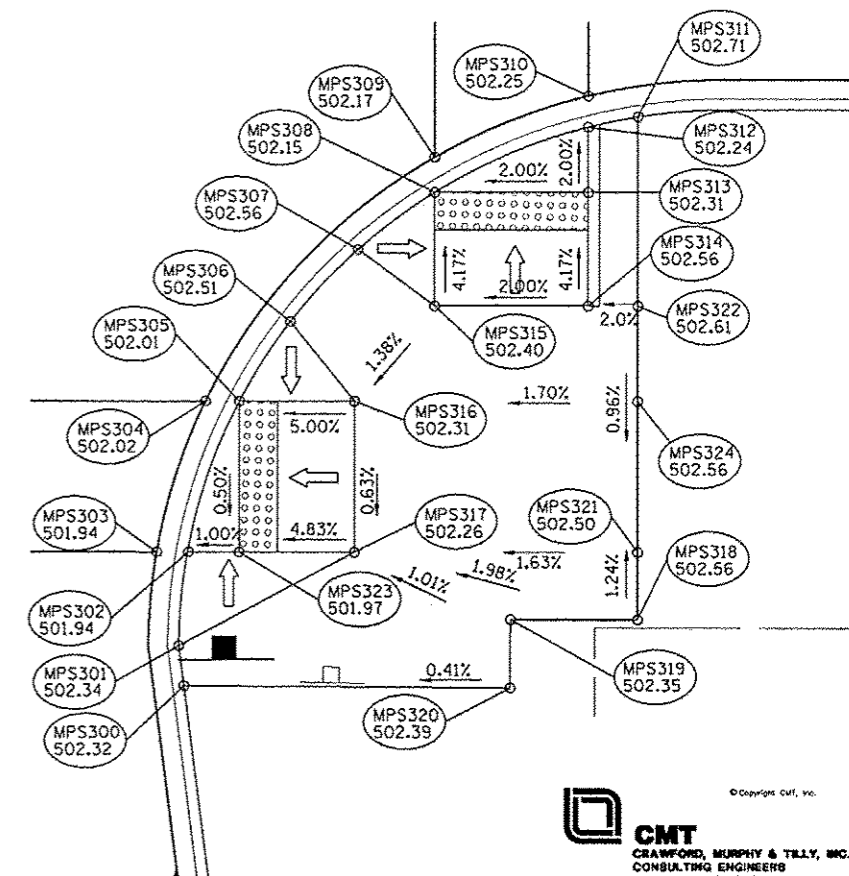 MPS311
502.71
MPS310
502.25
MPS309
502.17
MPS308
502.15
MPS312
502.24
2.00%
2.00%
MPS307
502.56
MPS313
502.31
MPS306
502.51
4.17%
4.17%
MPS314
502.56
2.00%
2.0%
MPS322
502.61
MPS305
502.01
MPS315
502.40
1.38%
1.70%
0.96%
MPS304
502.02
5.00%
MPS316
502.31
MPS324
502.56
0.50%
0.63%
MPS303
501.94
1.00%
4.83%
MPS317
502.26
MPS321
502.50
MPS318
502.56
1.63%
1.24%
1.98%
1.01%
MPS302
501.94
MPS323
501.97
MPS301
502.34
MPS319
502.35
0.41%
MPS300
502.32
MPS320
502.39
© Copyright CMT, Inc.
CMT
CRAWFORD, MURPHY & TILLY, INC.
CONSULTING ENGINEERS